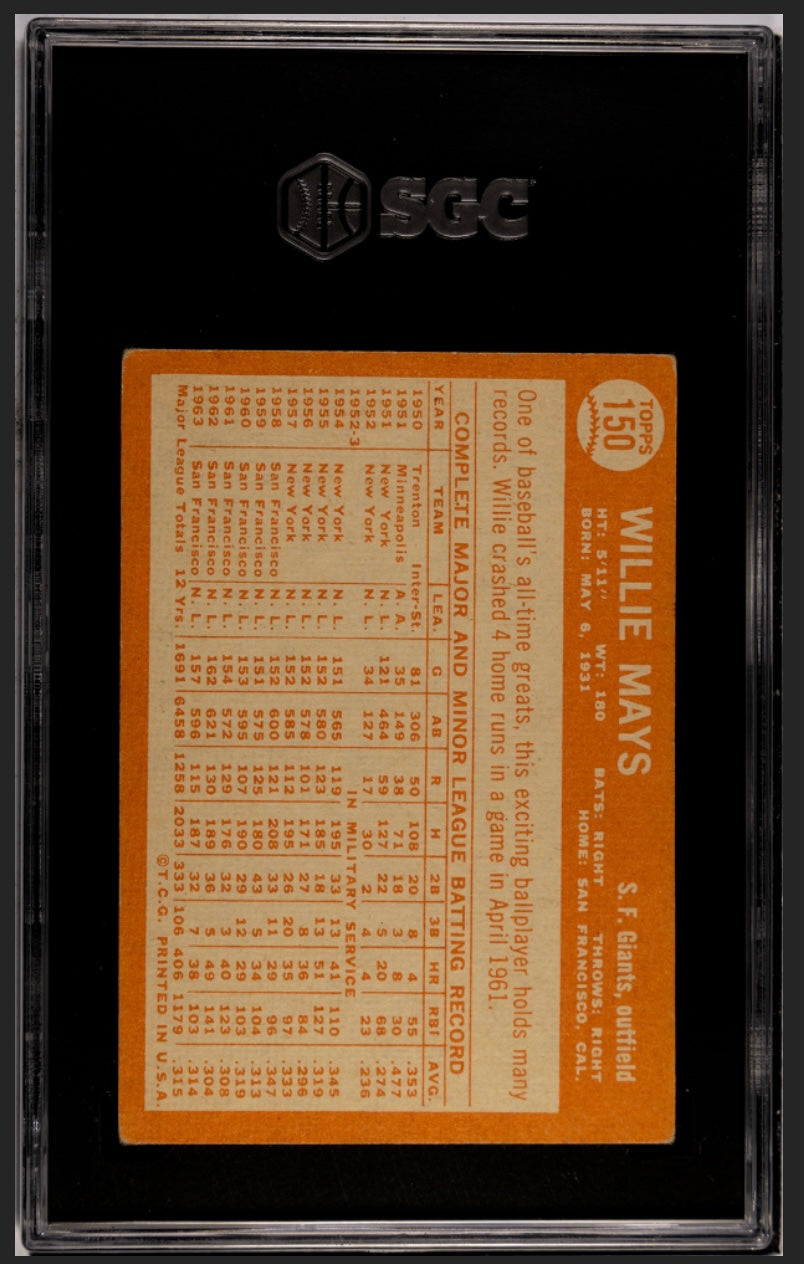 SGC
TOPPS
150
WILLIE MAYS
S. F. Giants, outfield
HT: 5'11" WT: 180 BATS: RIGHT THROWS: RIGHT
BORN: MAY 6, 1931 HOME: SAN FRANCISCO, CAL.
One of baseball's all-time greats, this exciting ballplayer holds many
records. Willie crashed 4 home runs in a game in April 1961.
COMPLETE MAJOR AND MINOR LEAGUE BATTING RECORD
YEAR TEAM LEA. G AB R H 2B 3B HR RBI AVG.
1950 Trenton Inter-St. 81 306 50 108 20 8 4 55 .353
1951 Minneapolis A. A. 35 149 38 71 18 3 8 30 .477
1951 New York N. L. 121 464 59 127 22 5 20 68 .274
1952 New York N. L. 34 127 17 30 2 4 4 23 .236
1952-3 IN MILITARY SERVICE
1954 New York N. L. 151 565 119 195 33 13 41 110 .345
1955 New York N. L. 152 580 123 185 18 13 51 127 .319
1956 New York N. L. 152 578 101 171 27 8 36 84 .296
1957 New York N. L. 152 585 112 195 26 20 35 97 .333
1958 San Francisco N. L. 152 600 121 208 33 11 29 96 .347
1959 San Francisco N. L. 151 575 125 180 43 5 34 104 .313
1960 San Francisco N. L. 153 595 107 190 29 12 29 103 .319
1961 San Francisco N. L. 154 572 129 176 32 3 40 123 .308
1962 San Francisco N. L. 162 621 130 189 36 5 49 141 .304
1963 San Francisco N. L. 157 596 115 187 32 7 38 103 .314
Major League Totals 12 Yrs. 1691 6458 1258 2033 333 106 406 1179 .315
©T.C.G. PRINTED IN U.S.A.